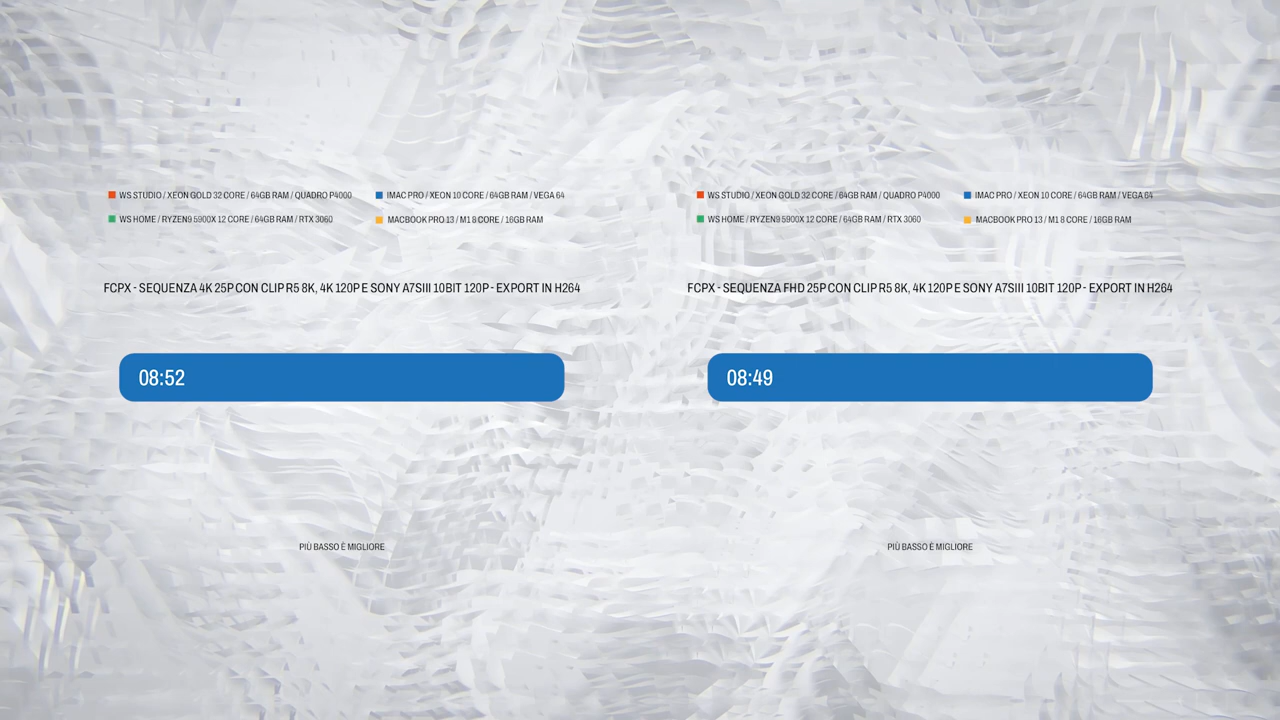 WS STUDIO / XEON GOLD 32 CORE / 64GB RAM / QUADRO P4000
IMAC PRO / XEON 10 CORE / 64GB RAM / VEGA 64
WS HOME / RYZEN9 5900X 12 CORE / 64GB RAM / RTX 3060
MACBOOK PRO 13 / M1 8 CORE / 16GB RAM
FCPX - SEQUENZA 4K 25P CON CLIP R5 8K, 4K 120P E SONY A7SIII 10BIT 120P - EXPORT IN H264
08:52
PIÙ BASSO È MIGLIORE
WS STUDIO / XEON GOLD 32 CORE / 64GB RAM / QUADRO P4000
IMAC PRO / XEON 10 CORE / 64GB RAM / VEGA 64
WS HOME / RYZEN9 5900X 12 CORE / 64GB RAM / RTX 3060
MACBOOK PRO 13 / M1 8 CORE / 16GB RAM
FCPX - SEQUENZA FHD 25P CON CLIP R5 8K, 4K 120P E SONY A7SIII 10BIT 120P - EXPORT IN H264
08:49
PIÙ BASSO È MIGLIORE